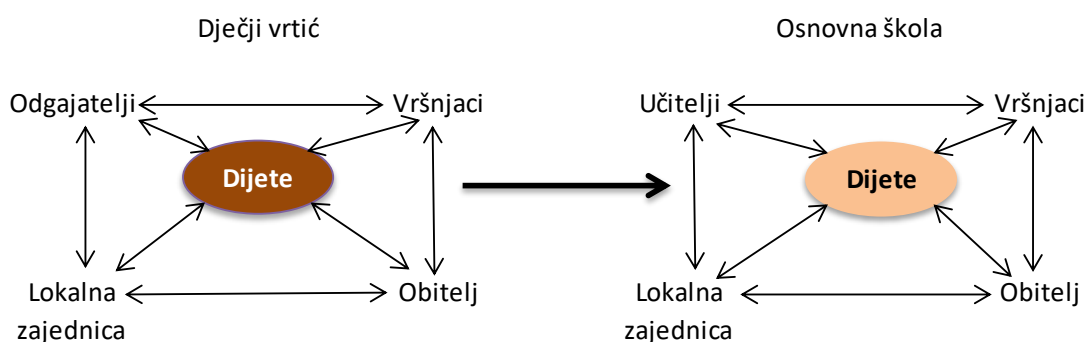 Dječji vrtić
Osnovna škola
Odgajatelji
Vršnjaci
Dijete
Lokalna
zajednica
Obitelj
Učitelji
Vršnjaci
Dijete
Lokalna
zajednica
Obitelj